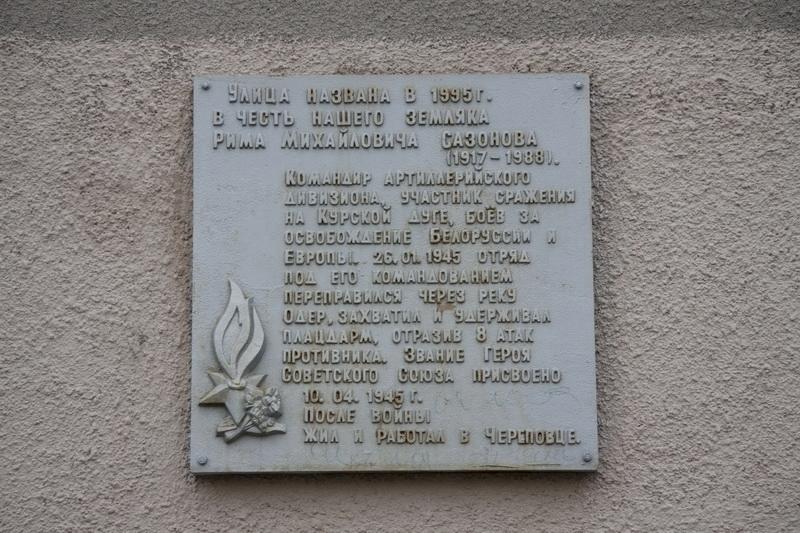 Улица названа в 1995г.
в честь нашего земляка
Рима Михайловича Сазонова
(1917-1988).
Командир артиллерийского
дивизиона, участник сражения
на Курской дуге, боёв за
освобождение Белоруссии и
Европы. 26.01.1945 отряд
под его командованием
переправился через реку
Одер, захватил и удерживал
плацдарм, отразив 8 атак
противника. Звание Героя
Советского Союза присвоено
10.04.1945 г.
После войны
жил и работал в Череповце.